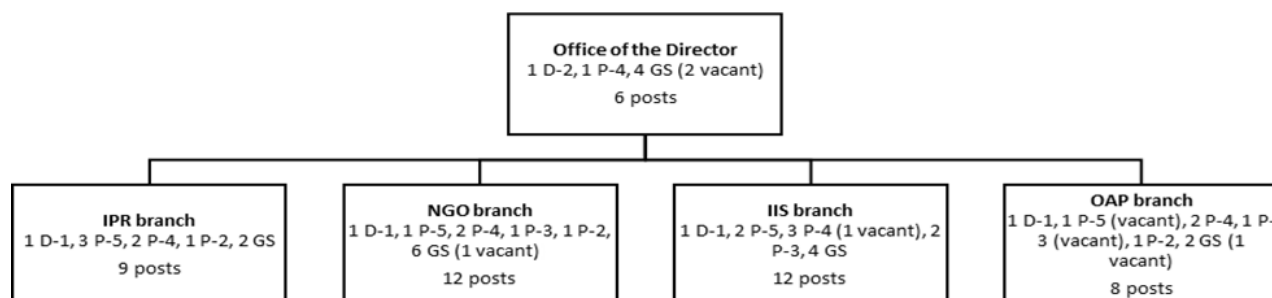 Office of the Director
1 D-2, 1 P-4, 4 GS (2 vacant)
6 posts
IPR branch
1 D-1, 3 P-5, 2 P-4, 1 P-2, 2 GS
9 posts
NGO branch
1 D-1, 1 P-5, 2 P-4, 1 P-3, 1 P-2,
6 GS (1 vacant)
12 posts
IIS branch
1 D-1, 2 P-5, 3 P-4 (1 vacant), 2
P-3, 4 GS
12 posts
OAP branch
1 D-1, 1 P-5 (vacant), 2 P-4, 1 P-
3 (vacant), 1 P-2, 2 GS (1
vacant)
8 posts